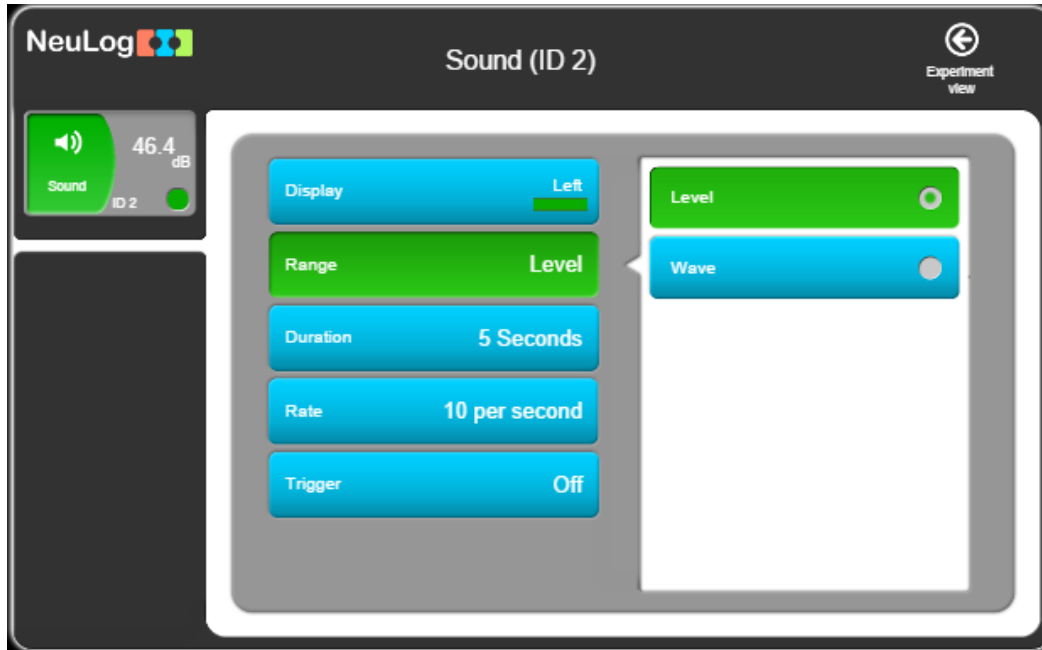 NeuLog
Sound (ID 2)
Experiment
view
46.4
dB
Sound
ID 2
Display Left
Range Level
Duration 5 Seconds
Rate 10 per second
Trigger Off
Level
Wave